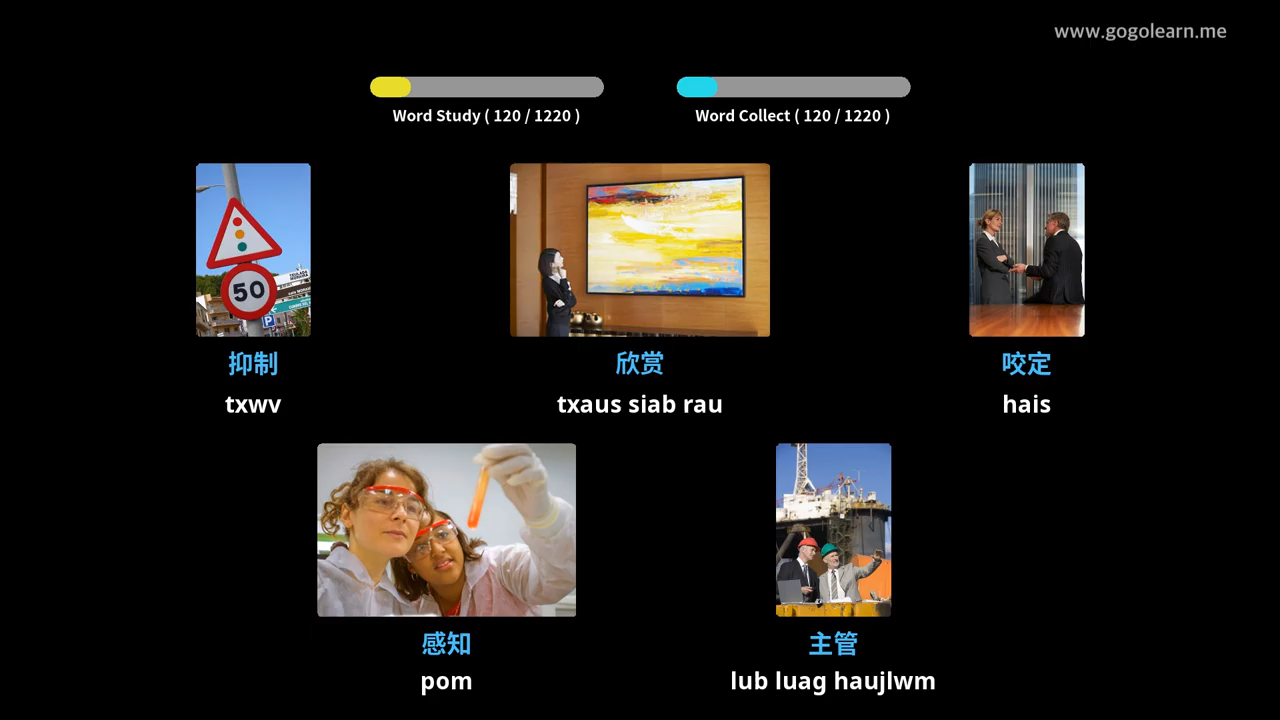 www.gogolearn.me
Word Study ( 120 / 1220 )
Word Collect ( 120 / 1220 )
50
P
抑制
欣赏
咬定
txwv
txaus siab rau
hais
感知
主管
pom
lub luag haujlwm